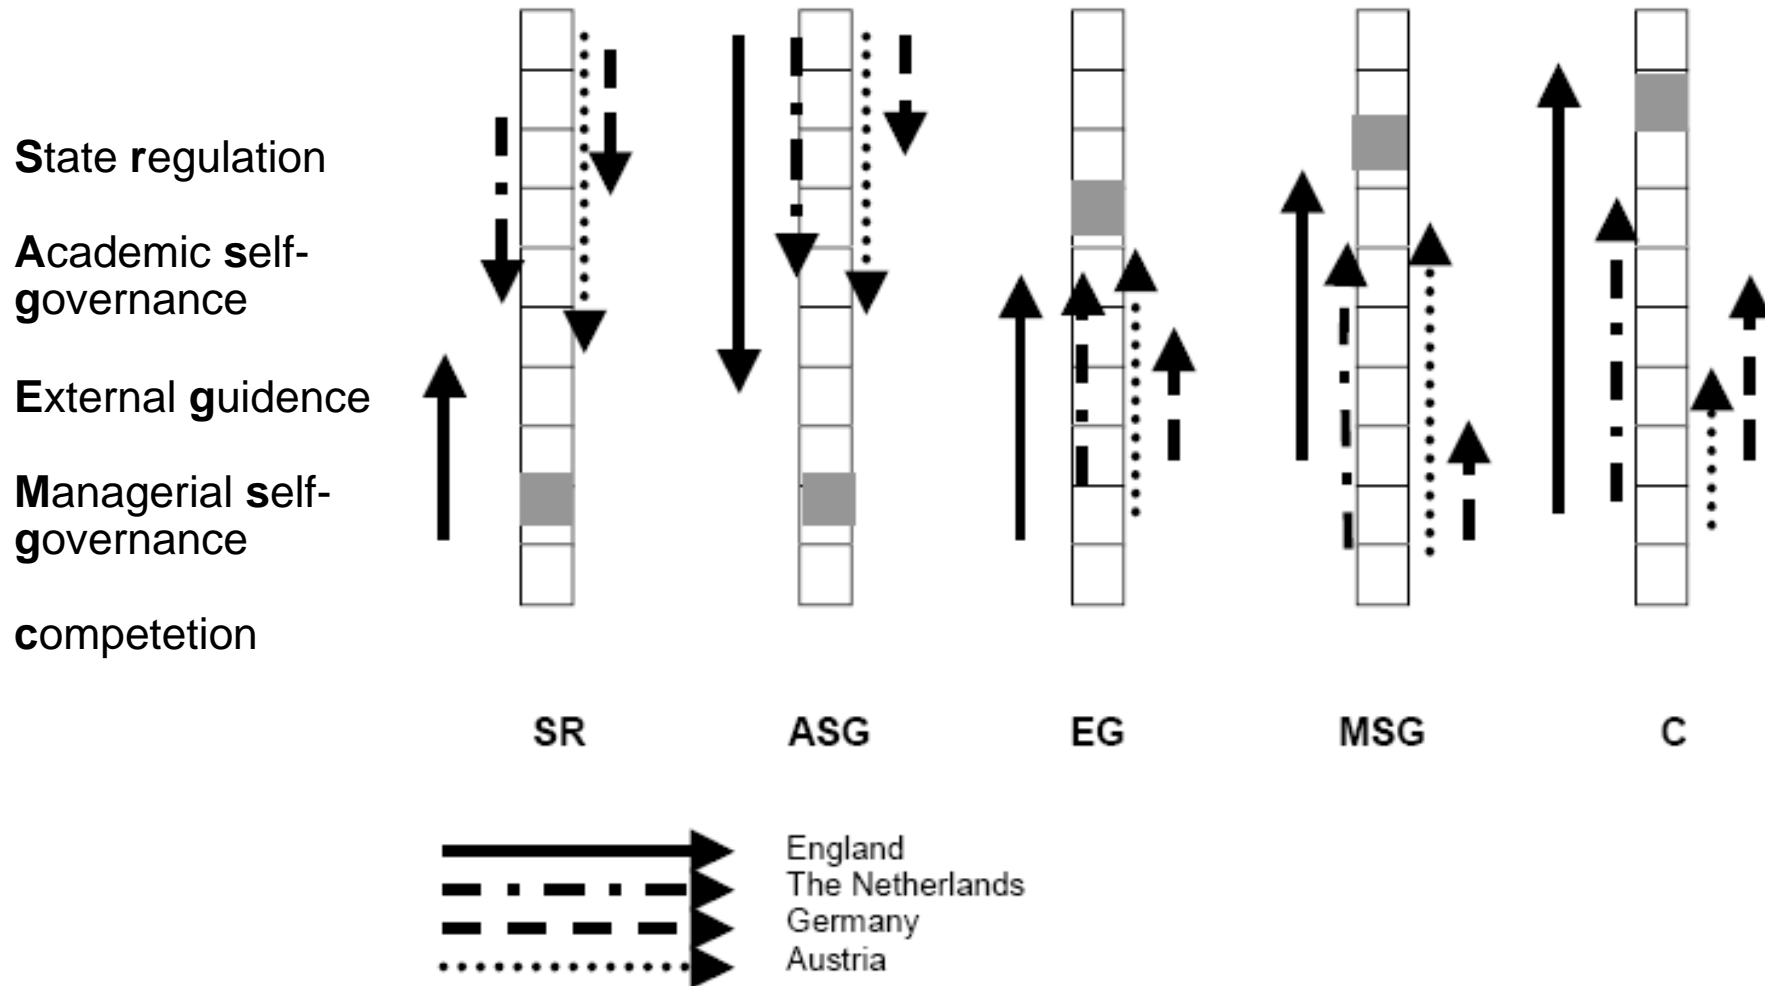 State regulation
Academic self-
governance
External guidence
Managerial self-
governance
competetion
SR ASG EG MSG C
England
The Netherlands
Germany
Austria